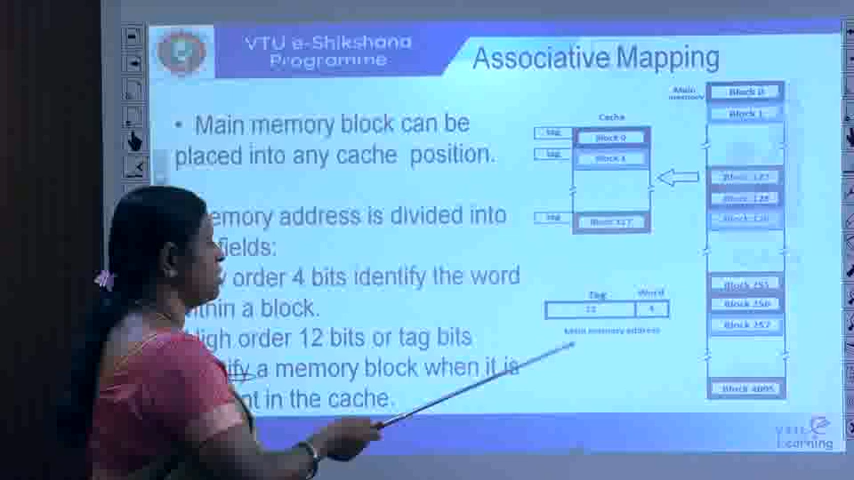 VTU e-Shikshana
Programme
Associative Mapping
• Main memory block can be
placed into any cache position.
emory address is divided into
fields:
order 4 bits identify the word
within a block.
High order 12 bits or tag bits
a memory block when it is
in the cache.
Cache
tag
Block 0
tag
Block 1
tag
Block 127
Main
memory
Block 0
Block 1
Block 127
Block 128
Block 129
Block 255
Block 256
Block 257
Block 4095
Tag
Word
12
4
Main memory address
Learning